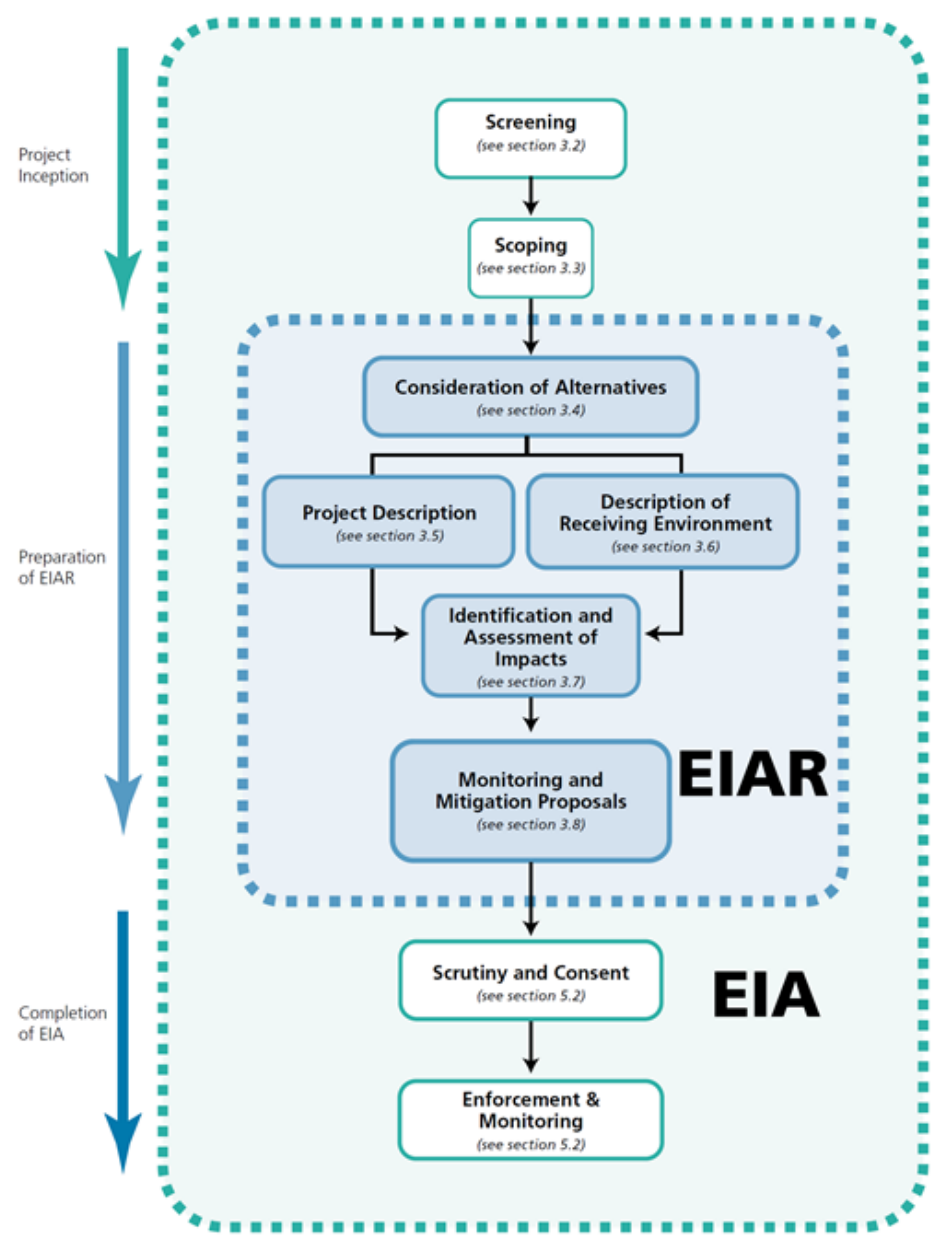 Screening
(see section 3.2)
Project
Inception
Scoping
(see section 3.3)
Consideration of Alternatives
(see section 3.4)
Project Description
(see section 3.5)
Description of
Receiving Environment
(see section 3.6)
Preparation
of EIAR
Identification and
Assessment of
Impacts
(see section 3.7)
EIAR
Monitoring and
Mitigation Proposals
(see section 3.8)
Scrutiny and Consent
(see section 5.2)
EIA
Completion
of EIA
Enforcement &
Monitoring
(see section 5.2)